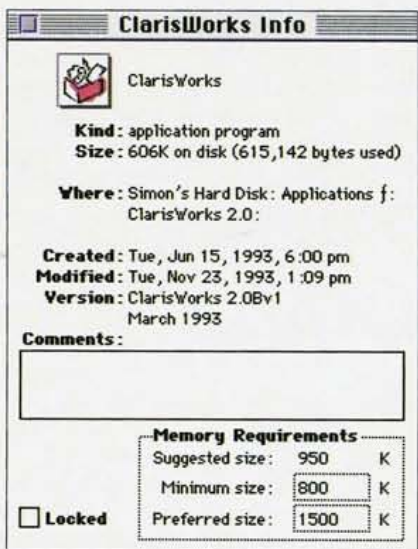 ClarisWorks Info
ClarisWorks
Kind: application program
Size: 606K on disk (615,142 bytes used)
Where: Simon's Hard Disk: Applications ƒ:
ClarisWorks 2.0:
Created: Tue, Jun 15, 1993, 6:00 pm
Modified: Tue, Nov 23, 1993, 1:09 pm
Version: ClarisWorks 2.0Bv1
March 1993
Comments:
Memory Requirements
Suggested size: 950 K
Minimum size: 800 K
Locked Preferred size: 1500 K